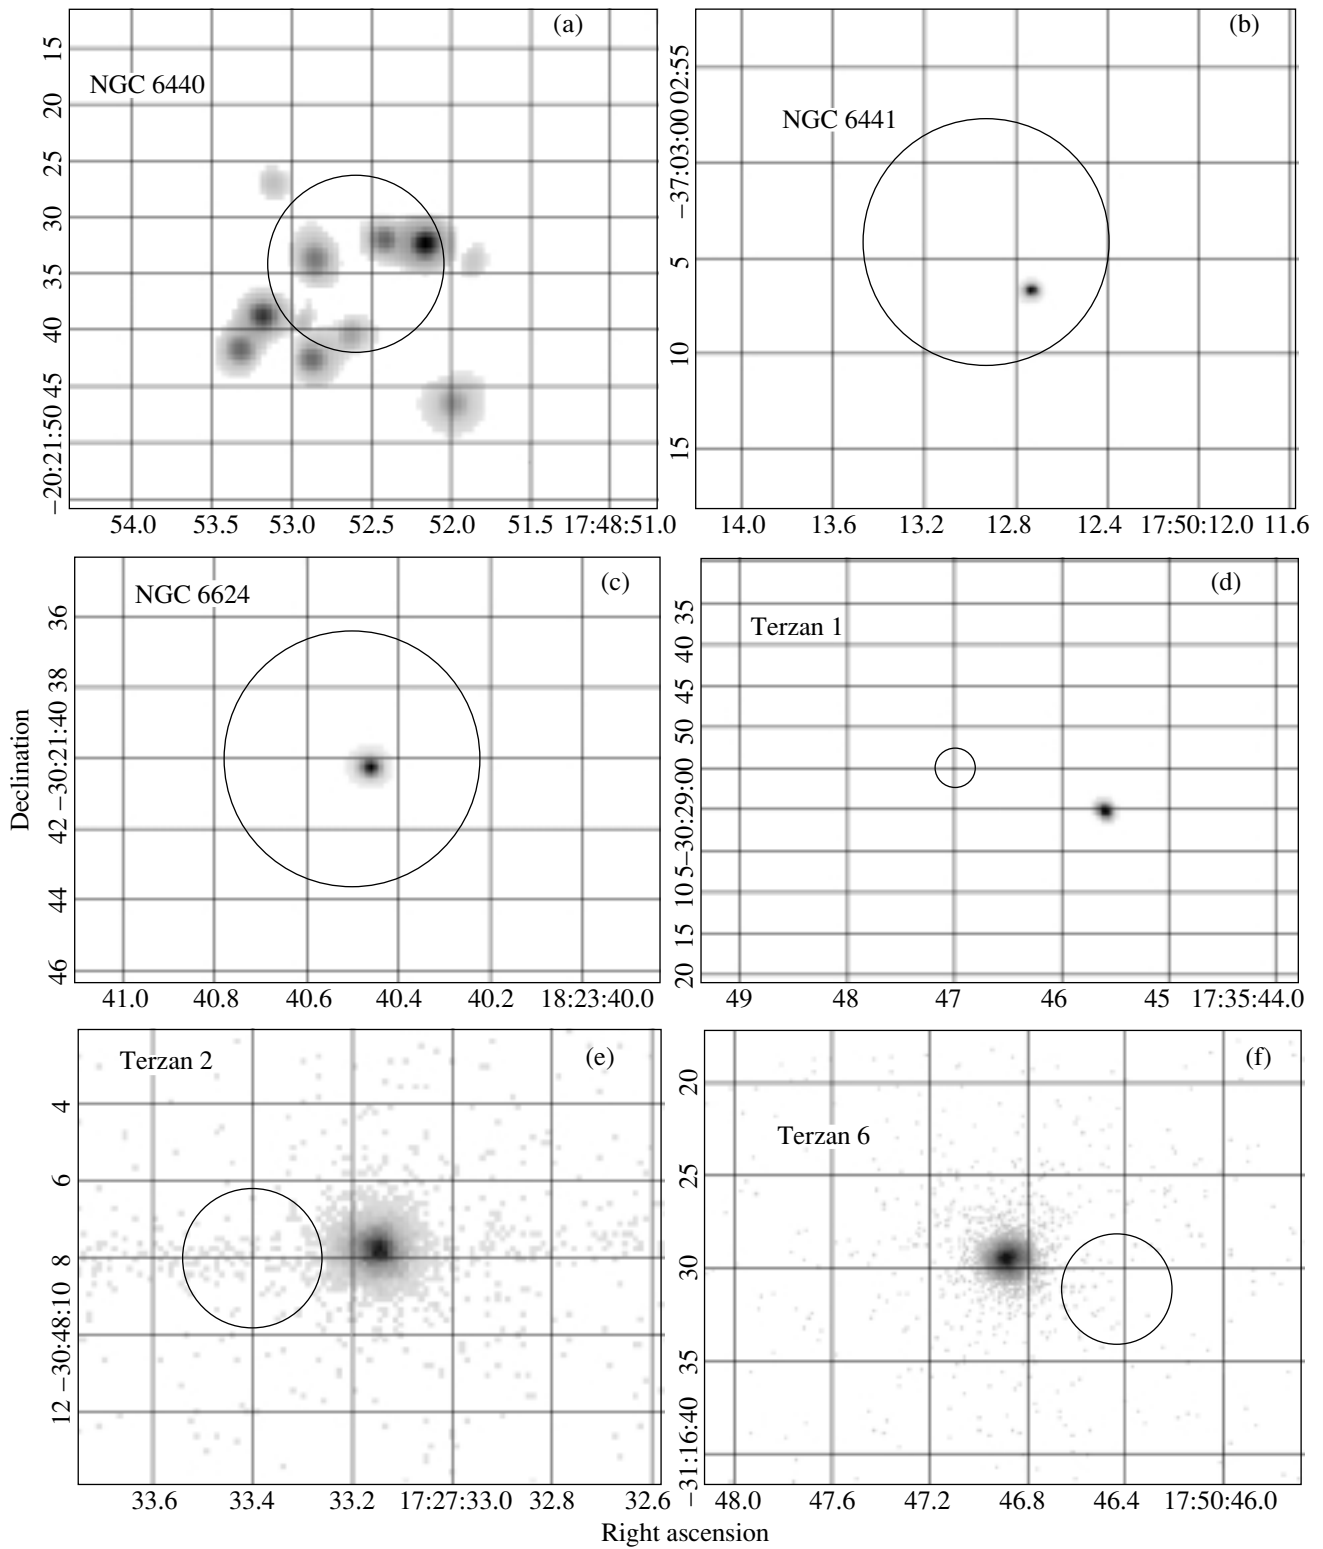 (a)
NGC 6440
15
20
25
30
35
40
45
−20:21:50
54.0 53.5 53.0 52.5 52.0 51.5 17:48:51.0
(b)
NGC 6441
02:55
−37:03:00
5
10
15
14.0 13.6 13.2 12.8 12.4 17:50:12.0 11.6
(c)
NGC 6624
36
38
−30:21:40
42
44
46
41.0 40.8 40.6 40.4 40.2 18:23:40.0
(d)
Terzan 1
35
40
45
50
−30:29:00
5
10
15
20
49 48 47 46 45 17:35:44.0
(e)
Terzan 2
4
6
8
−30:48:10
12
33.6 33.4 33.2 17:27:33.0 32.8 32.6
(f)
Terzan 6
20
25
30
35
−31:16:40
48.0 47.6 47.2 46.8 46.4 17:50:46.0
Declination
Right ascension